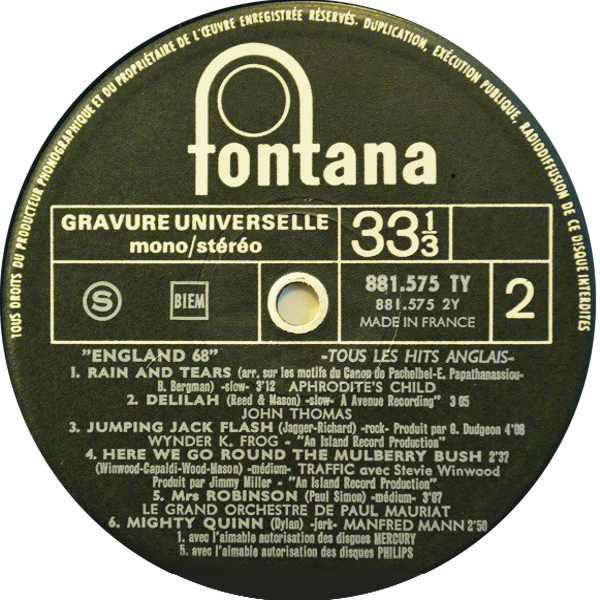 TOUS DROITS DU PRODUCTEUR PHONOGRAPHIQUE ET DU PROPRIÉTAIRE DE L'ŒUVRE ENREGISTRÉE RÉSERVÉS. DUPLICATION, EXÉCUTION PUBLIQUE, RADIODIFFUSION DE CE DISQUE INTERDITES
fontana
GRAVURE UNIVERSELLE
mono/stéréo
33 1/3
S
BIEM
881.575 TY
881.575 2Y
MADE IN FRANCE
2
"ENGLAND 68" -TOUS LES HITS ANGLAIS-
1. RAIN AND TEARS (arr. sur les motifs du Canon de Pachelbel-E. Papathanassiou-
B. Bergman) -slow- 3'12 APHRODITE'S CHILD
2. DELILAH (Reed & Mason) -slow- A Avenue Recording" 3 05
JOHN THOMAS
3. JUMPING JACK FLASH (Jagger-Richard) -rock- Produit par G. Dudgeon 4'08
WYNDER K. FROG - "An Island Record Production"
4. HERE WE GO ROUND THE MULBERRY BUSH 2'37
(Winwood-Capaldi-Wood-Mason) -médium- TRAFFIC avec Stevie Winwood
Produit par Jimmy Miller - "An Island Record Production"
5. Mrs ROBINSON (Paul Simon) -médium- 3'07
LE GRAND ORCHESTRE DE PAUL MAURIAT
6. MIGHTY QUINN (Dylan) -jerk- MANFRED MANN 2'50
1. avec l'aimable autorisation des disques MERCURY
5. avec l'aimable autorisation des disques PHILIPS